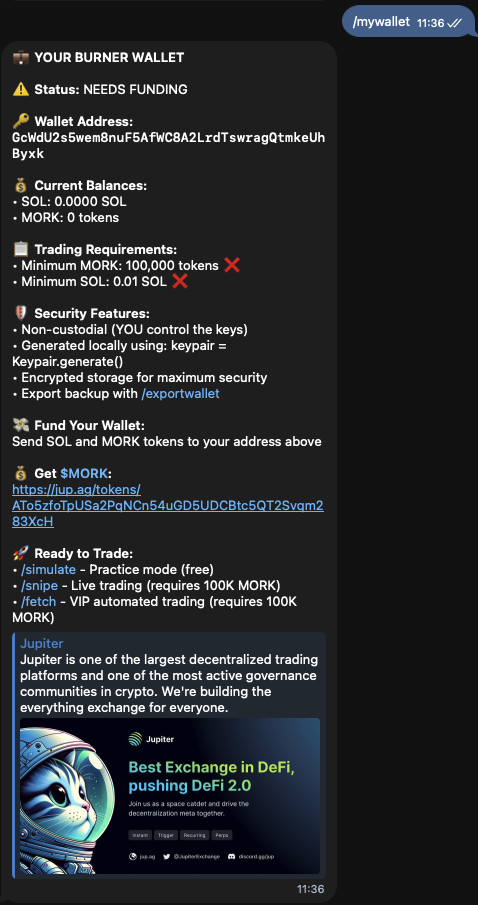 /mywallet 11:36
YOUR BURNER WALLET
Status: NEEDS FUNDING
Wallet Address:
GcWdU2s5wem8nuF5AfWC8A2LrdTswragQtmkeUh
Byxk
Current Balances:
• SOL: 0.0000 SOL
• MORK: 0 tokens
Trading Requirements:
• Minimum MORK: 100,000 tokens ❌
• Minimum SOL: 0.01 SOL ❌
Security Features:
• Non-custodial (YOU control the keys)
• Generated locally using: keypair =
Keypair.generate()
• Encrypted storage for maximum security
• Export backup with /exportwallet
Fund Your Wallet:
Send SOL and MORK tokens to your address above
Get $MORK:
https://jup.ag/tokens/
ATo5zfoTpUSa2PqNCn54uGD5UDCBtc5QT2Svqm2
83XcH
Ready to Trade:
• /simulate - Practice mode (free)
• /snipe - Live trading (requires 100K MORK)
• /fetch - VIP automated trading (requires 100K
MORK)
Jupiter
Jupiter is one of the largest decentralized trading
platforms and one of the most active governance
communities in crypto. We're building the
everything exchange for everyone.
Jupiter
Best Exchange in DeFi,
pushing DeFi 2.0
Join us as a space catdet and drive the
decentralization meta together.
Instant Trigger Recurring Perps
jup.ag @JupiterExchange discord.gg/jup
11:36